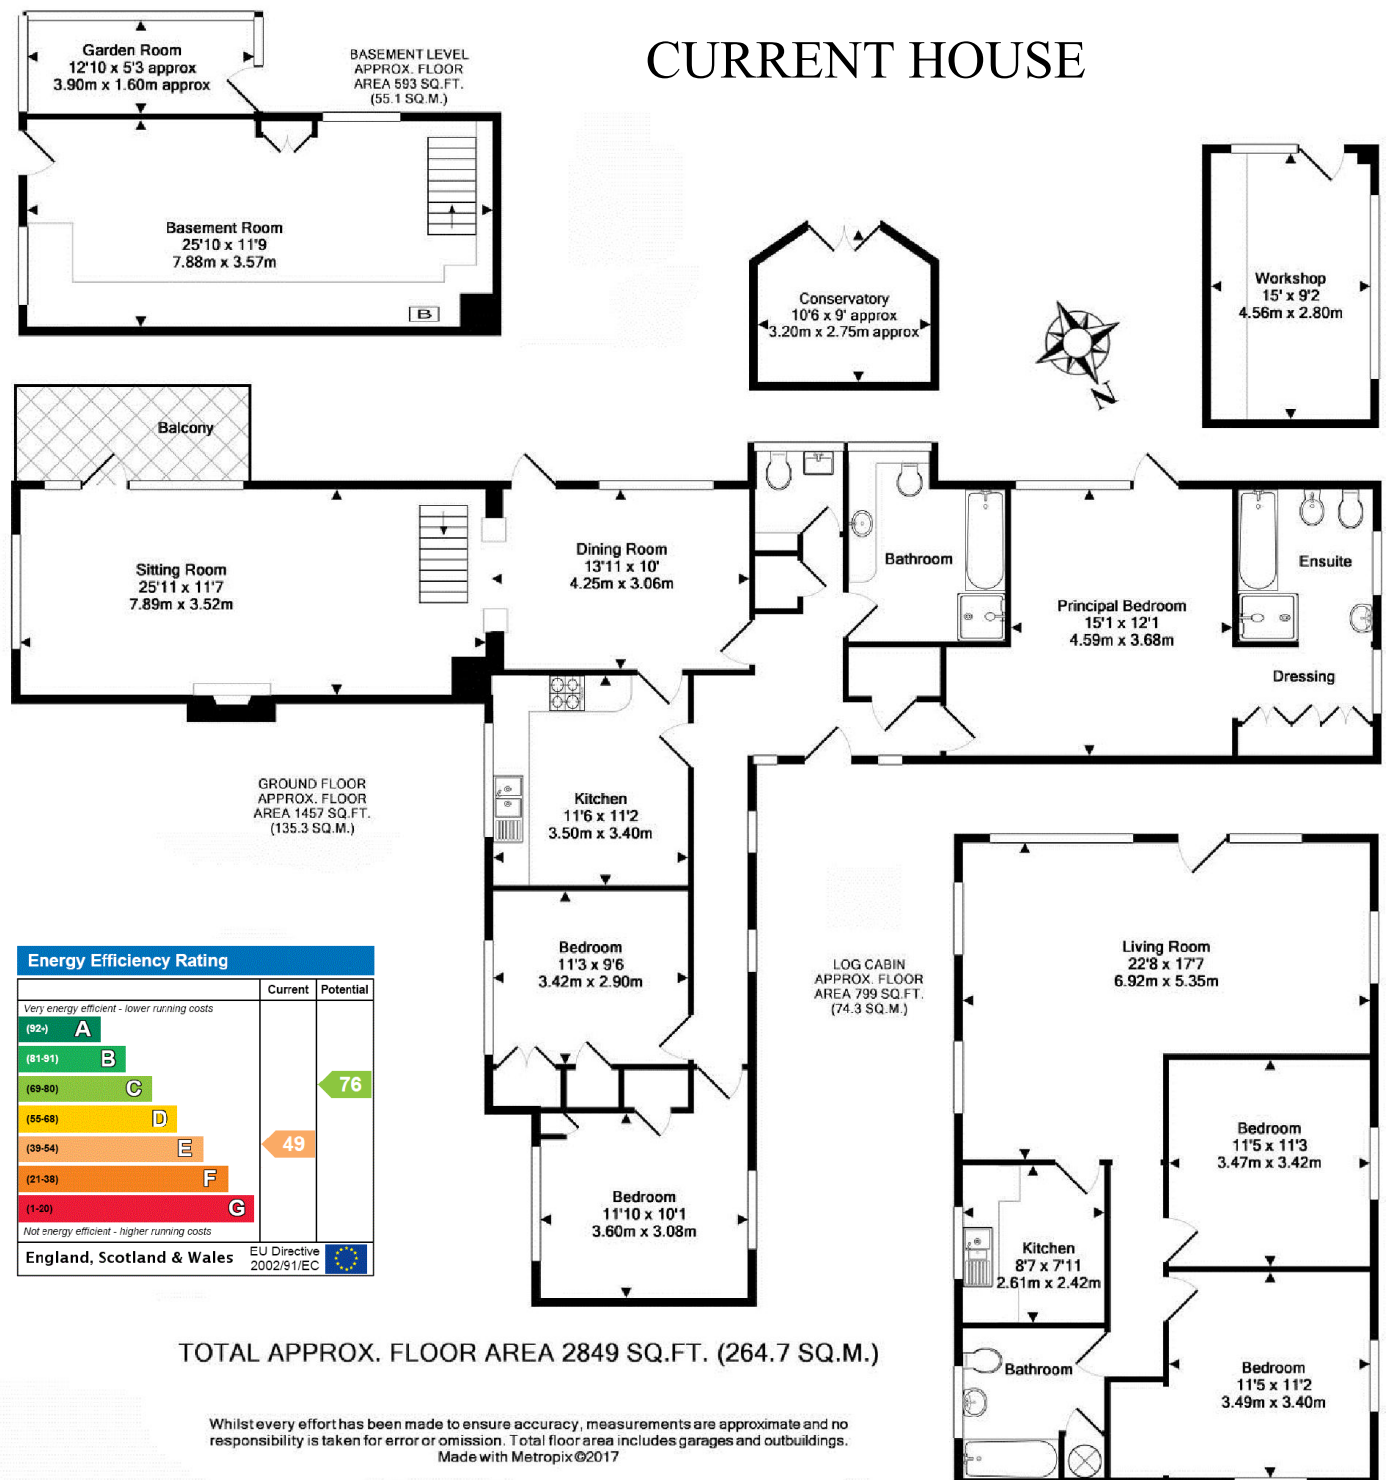 CURRENT HOUSE
Garden Room
12'10 x 5'3 approx
3.90m x 1.60m approx
BASEMENT LEVEL
APPROX. FLOOR
AREA 593 SQ.FT.
(55.1 SQ.M.)
Basement Room
25'10 x 11'9
7.88m x 3.57m
B
Conservatory
10'6 x 9' approx
3.20m x 2.75m approx
N
Workshop
15' x 9'2
4.56m x 2.80m
Balcony
Sitting Room
25'11 x 11'7
7.89m x 3.52m
Dining Room
13'11 x 10'
4.25m x 3.06m
Bathroom
Principal Bedroom
15'1 x 12'1
4.59m x 3.68m
Ensuite
Dressing
GROUND FLOOR
APPROX. FLOOR
AREA 1457 SQ.FT.
(135.3 SQ.M.)
Kitchen
11'6 x 11'2
3.50m x 3.40m
Bedroom
11'3 x 9'6
3.42m x 2.90m
Bedroom
11'10 x 10'1
3.60m x 3.08m
LOG CABIN
APPROX. FLOOR
AREA 799 SQ.FT.
(74.3 SQ.M.)
Living Room
22'8 x 17'7
6.92m x 5.35m
Bedroom
11'5 x 11'3
3.47m x 3.42m
Kitchen
8'7 x 7'11
2.61m x 2.42m
Bathroom
Bedroom
11'5 x 11'2
3.49m x 3.40m
Energy Efficiency Rating
Current Potential
Very energy efficient - lower running costs
(92+) A
(81-91) B
(69-80) C 76
(55-68) D
(39-54) E 49
(21-38) F
(1-20) G
Not energy efficient - higher running costs
England, Scotland & Wales
EU Directive
2002/91/EC
TOTAL APPROX. FLOOR AREA 2849 SQ.FT. (264.7 SQ.M.)
Whilst every effort has been made to ensure accuracy, measurements are approximate and no
responsibility is taken for error or omission. Total floor area includes garages and outbuildings.
Made with Metropix ©2017